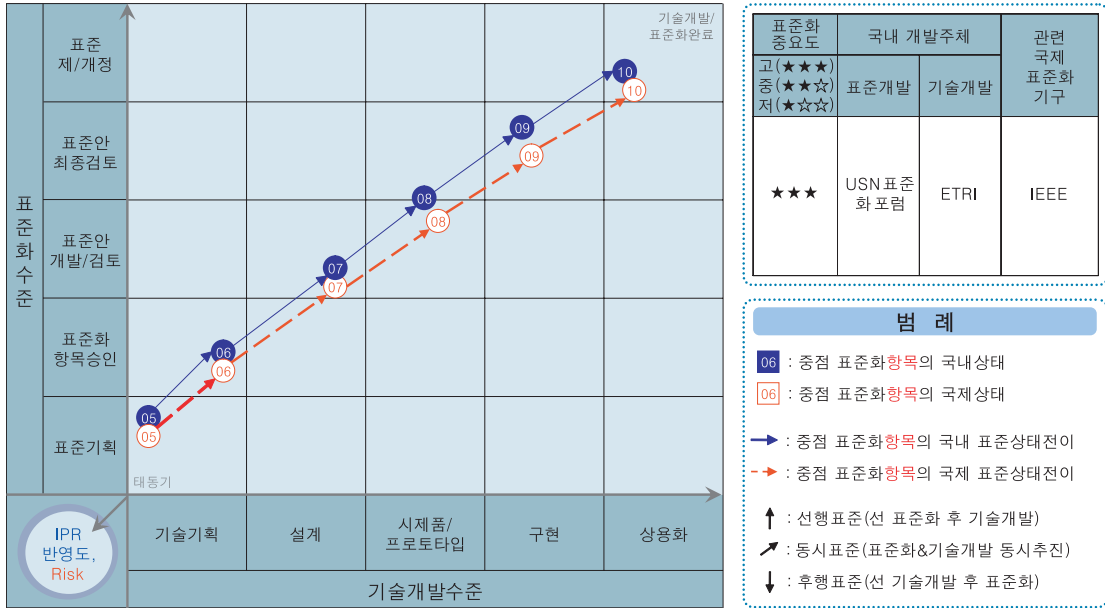 기술개발/
표준화완료
표준
제/개정
표준안
최종검토
표준안
개발/검토
표준화
항목승인
표준기획
표준화수준
10
10
09
09
08
08
07
07
06
06
05
05
태동기
IPR
반영도,
Risk
기술기획
설계
시제품/
프로토타입
구현
상용화
기술개발수준
표준화
중요도
고(★★★)
중(★★☆)
저(★☆☆)
국내 개발주체
표준개발
기술개발
관련
국제
표준화
기구
★★★
USN 표준
화 포럼
ETRI
IEEE
범 례
06 : 중점 표준화항목의 국내상태
06 : 중점 표준화항목의 국제상태
: 중점 표준화항목의 국내 표준상태전이
: 중점 표준화항목의 국제 표준상태전이
: 선행표준(선 표준화 후 기술개발)
: 동시표준(표준화&기술개발 동시추진)
: 후행표준(선 기술개발 후 표준화)